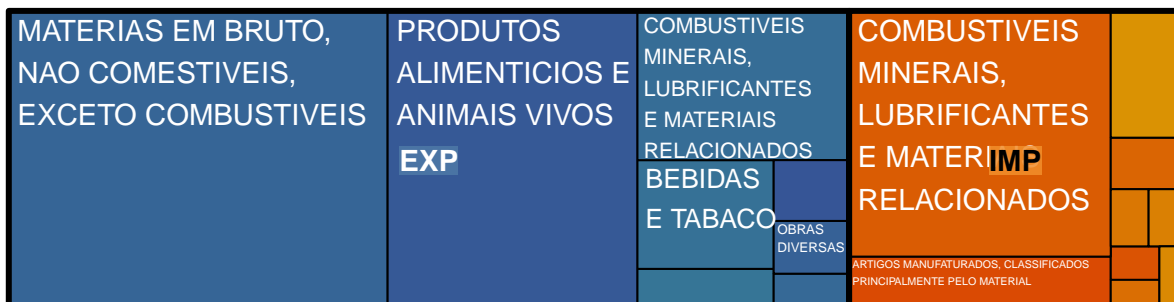 MATERIAS EM BRUTO,
NAO COMESTIVEIS,
EXCETO COMBUSTIVEIS
PRODUTOS
ALIMENTICIOS E
ANIMAIS VIVOS
EXP
COMBUSTIVEIS
MINERAIS,
LUBRIFICANTES
E MATERIAIS
RELACIONADOS
BEBIDAS
E TABACO
OBRAS
DIVERSAS
COMBUSTIVEIS
MINERAIS,
LUBRIFICANTES
E MATERI
IMP
RELACIONADOS
ARTIGOS MANUFATURADOS, CLASSIFICADOS
PRINCIPALMENTE PELO MATERIAL